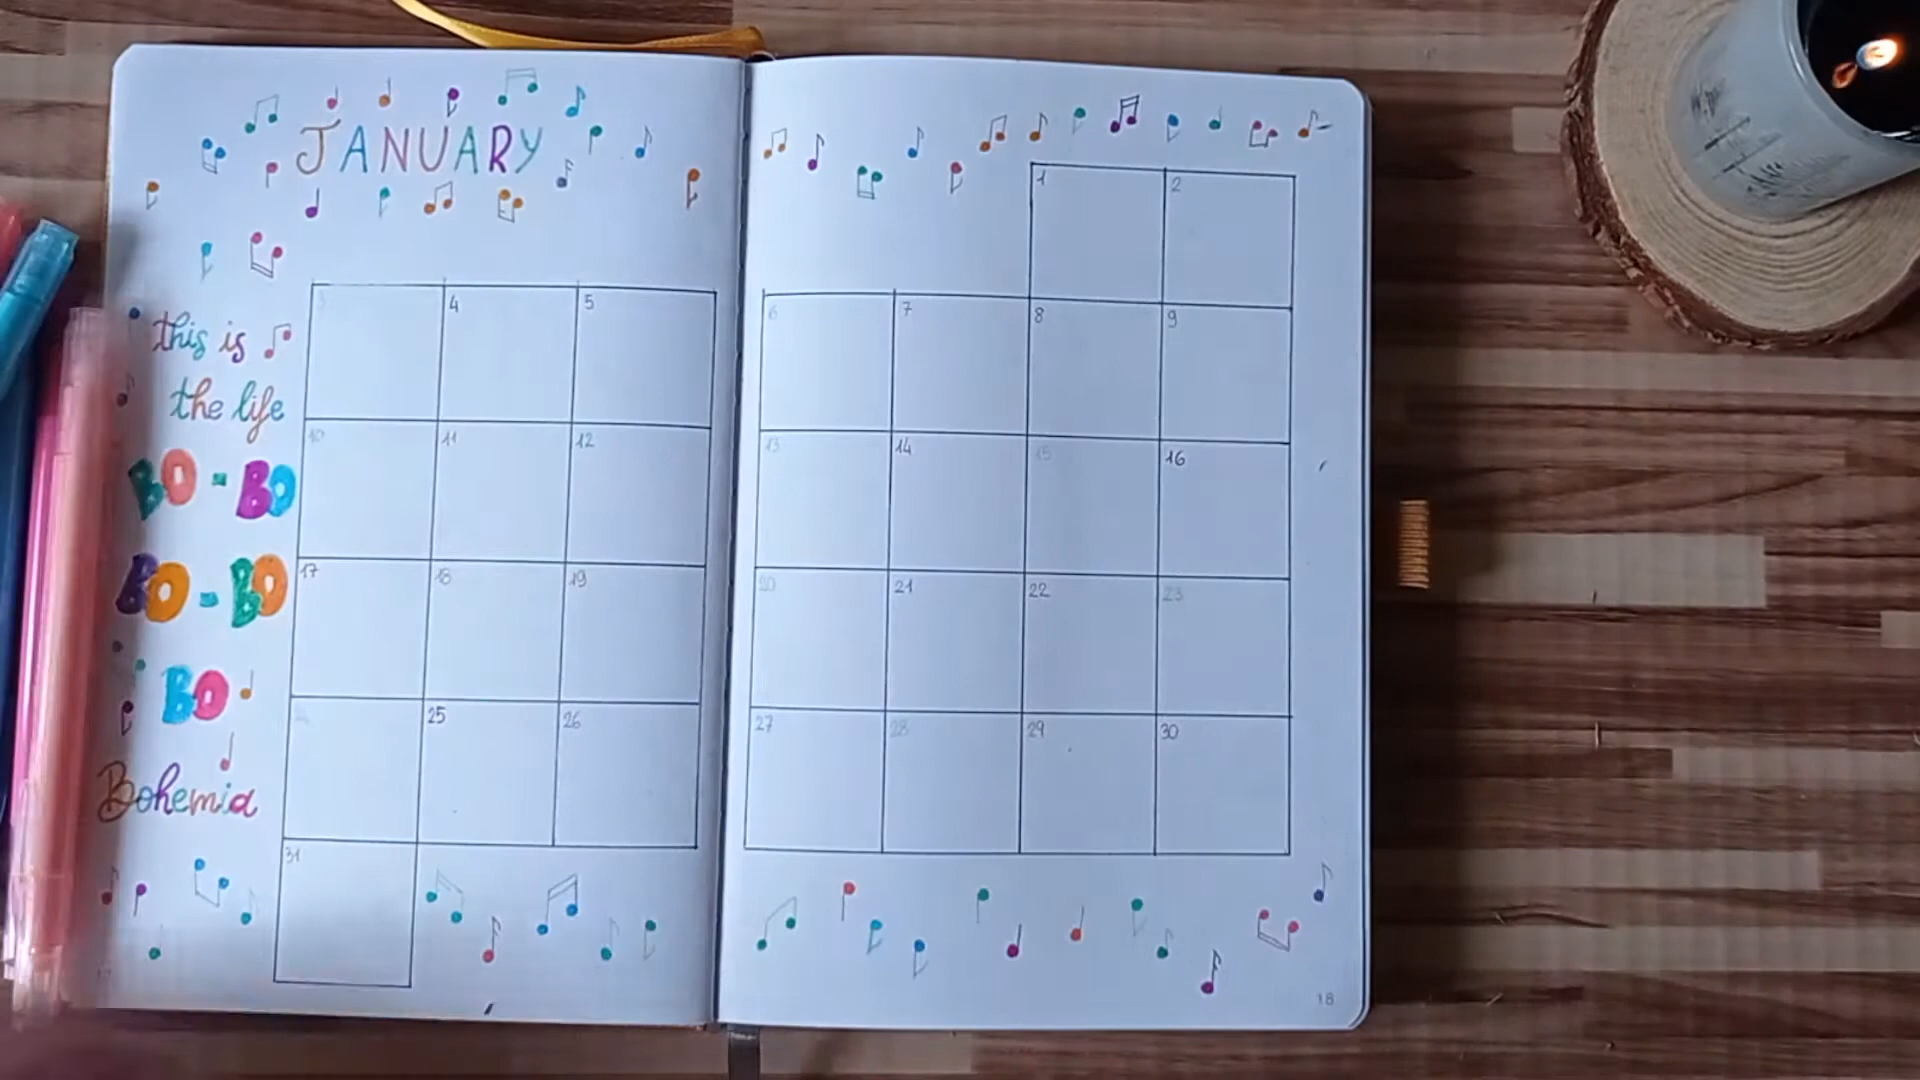 JANUARY
this is
the life
BO - BO
BO - BO
BO
Bohemia
1 2
3 4 5 6 7 8 9
10 11 12 13 14 15 16
17 18 19 20 21 22 23
25 26 27 28 29 30
31
18